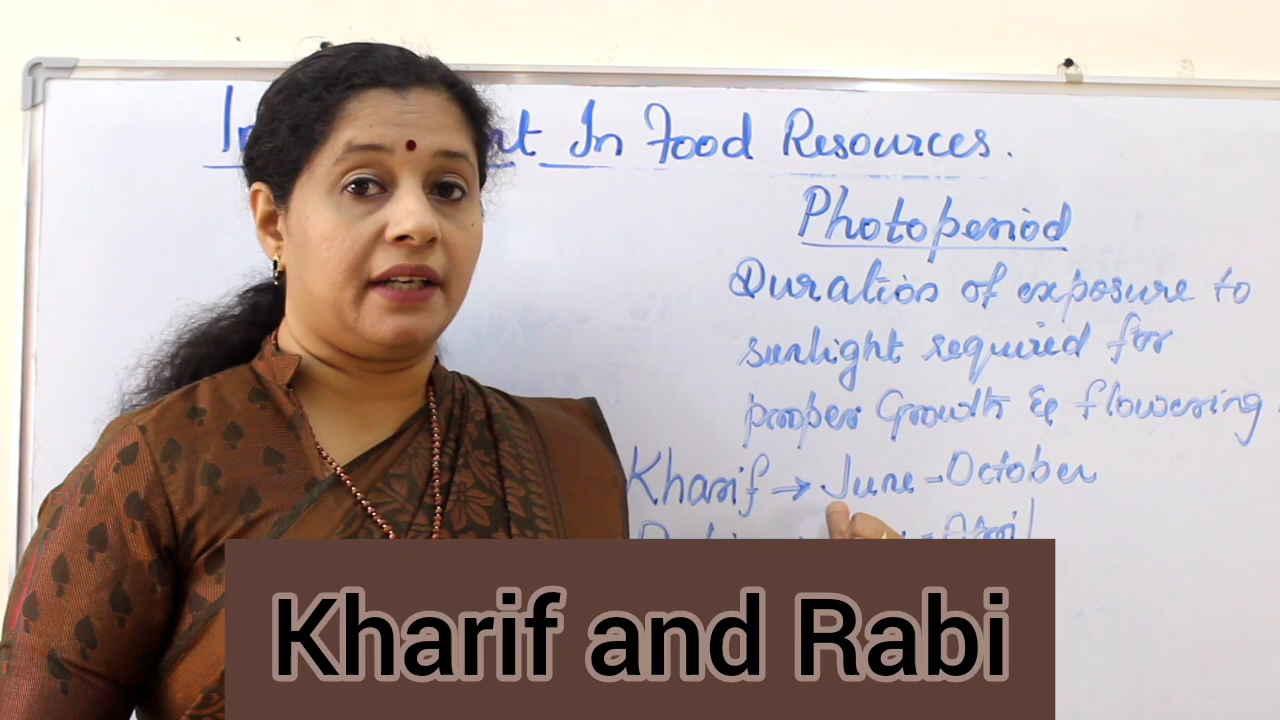 In Food Resources.
Photoperiod
Duration of exposure to
sunlight required for
proper Growth & flowering.
Kharif → June-October
April
Kharif and Rabi